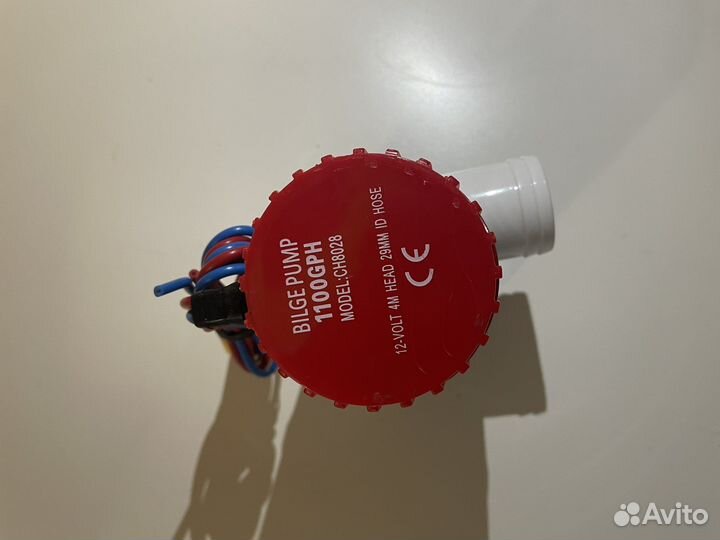 BILGE PUMP
1100GPH
MODEL:CH8028
12-VOLT 4M HEAD 29MM ID HOSE
CE
Avito